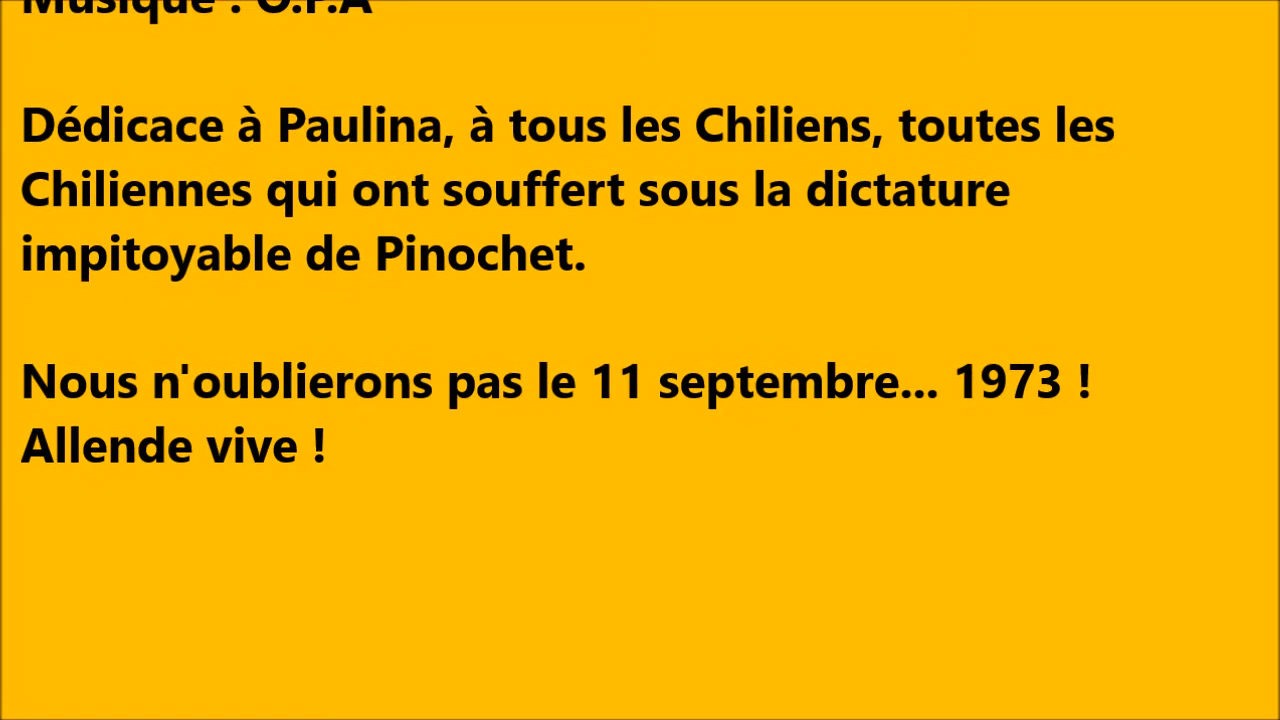 Musique : O.P.A
Dédicace à Paulina, à tous les Chiliens, toutes les
Chiliennes qui ont souffert sous la dictature
impitoyable de Pinochet.
Nous n'oublierons pas le 11 septembre... 1973 !
Allende vive !